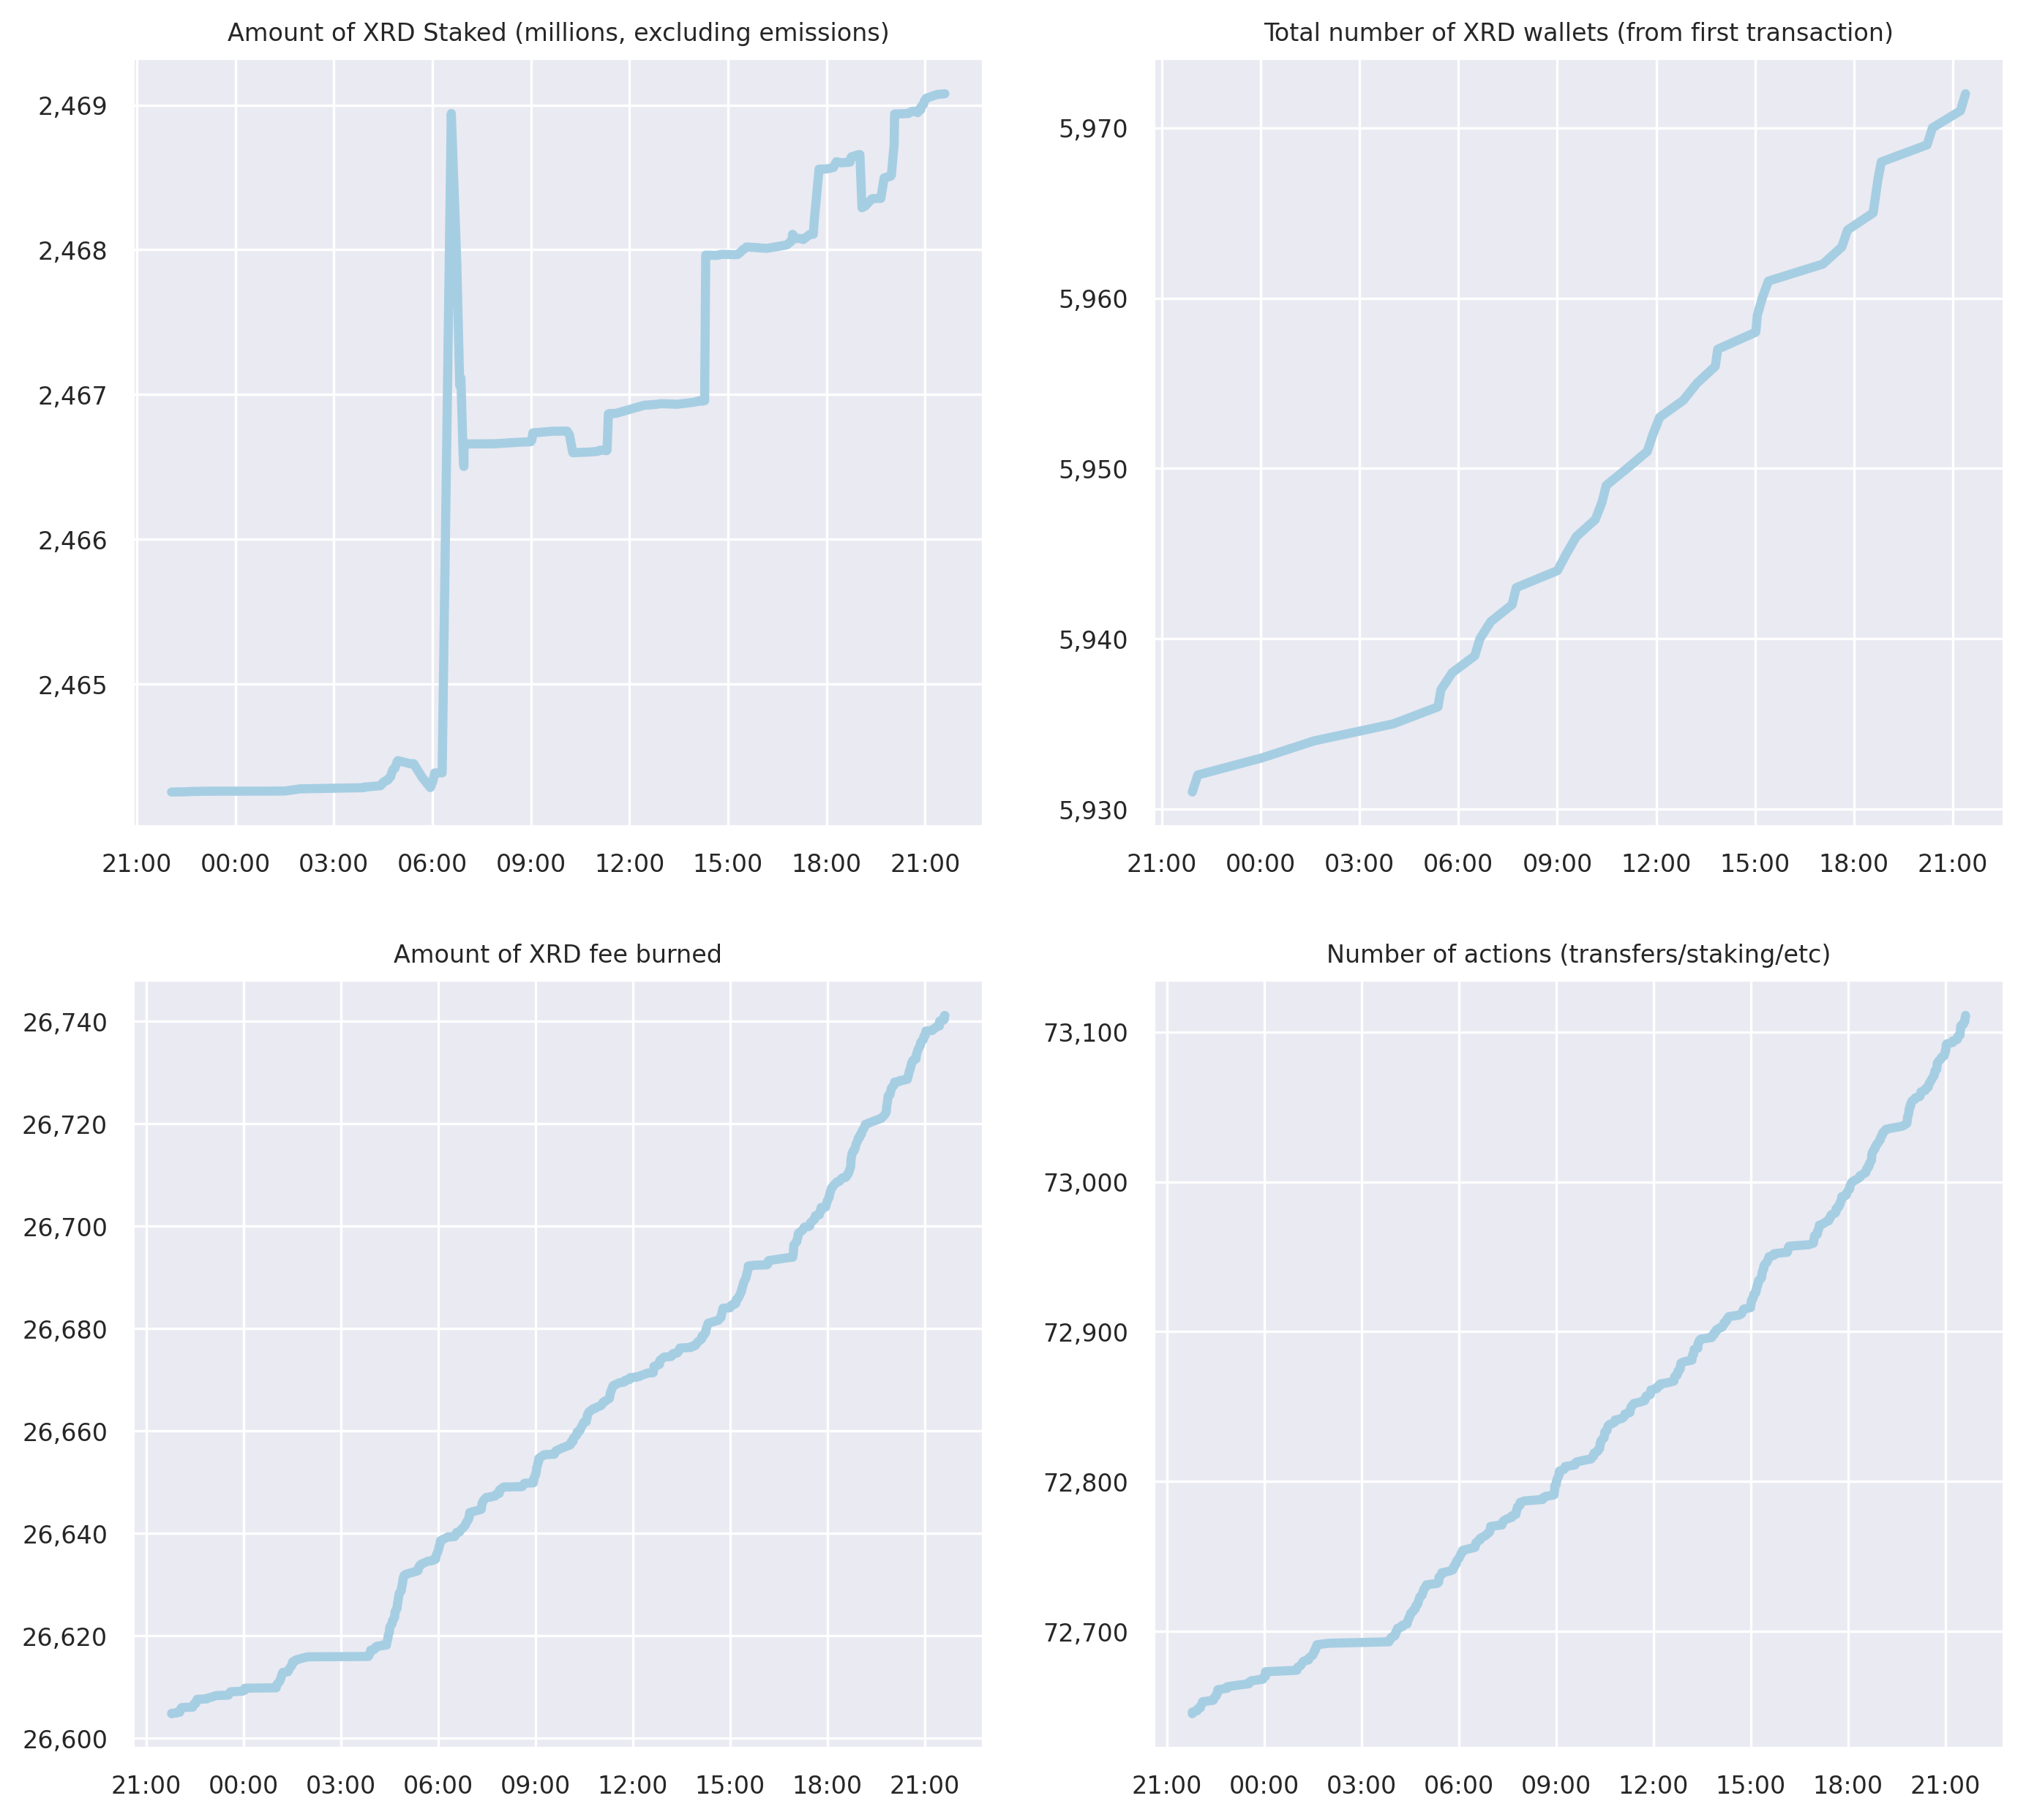 Amount of XRD Staked (millions, excluding emissions)
2,469
2,468
2,467
2,466
2,465
21:00 00:00 03:00 06:00 09:00 12:00 15:00 18:00 21:00
Total number of XRD wallets (from first transaction)
5,970
5,960
5,950
5,940
5,930
21:00 00:00 03:00 06:00 09:00 12:00 15:00 18:00 21:00
Amount of XRD fee burned
26,740
26,720
26,700
26,680
26,660
26,640
26,620
26,600
21:00 00:00 03:00 06:00 09:00 12:00 15:00 18:00 21:00
Number of actions (transfers/staking/etc)
73,100
73,000
72,900
72,800
72,700
21:00 00:00 03:00 06:00 09:00 12:00 15:00 18:00 21:00